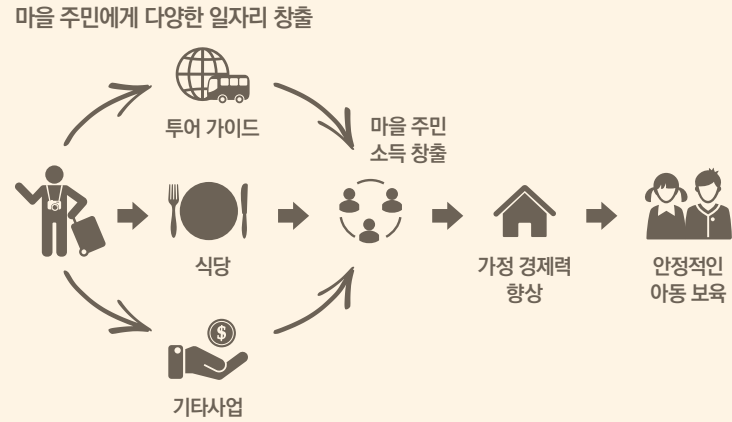 마을 주민에게 다양한 일자리 창출
투어 가이드
마을 주민
소득 창출
식당
가정 경제력
향상
안정적인
아동 보육
$
기타사업